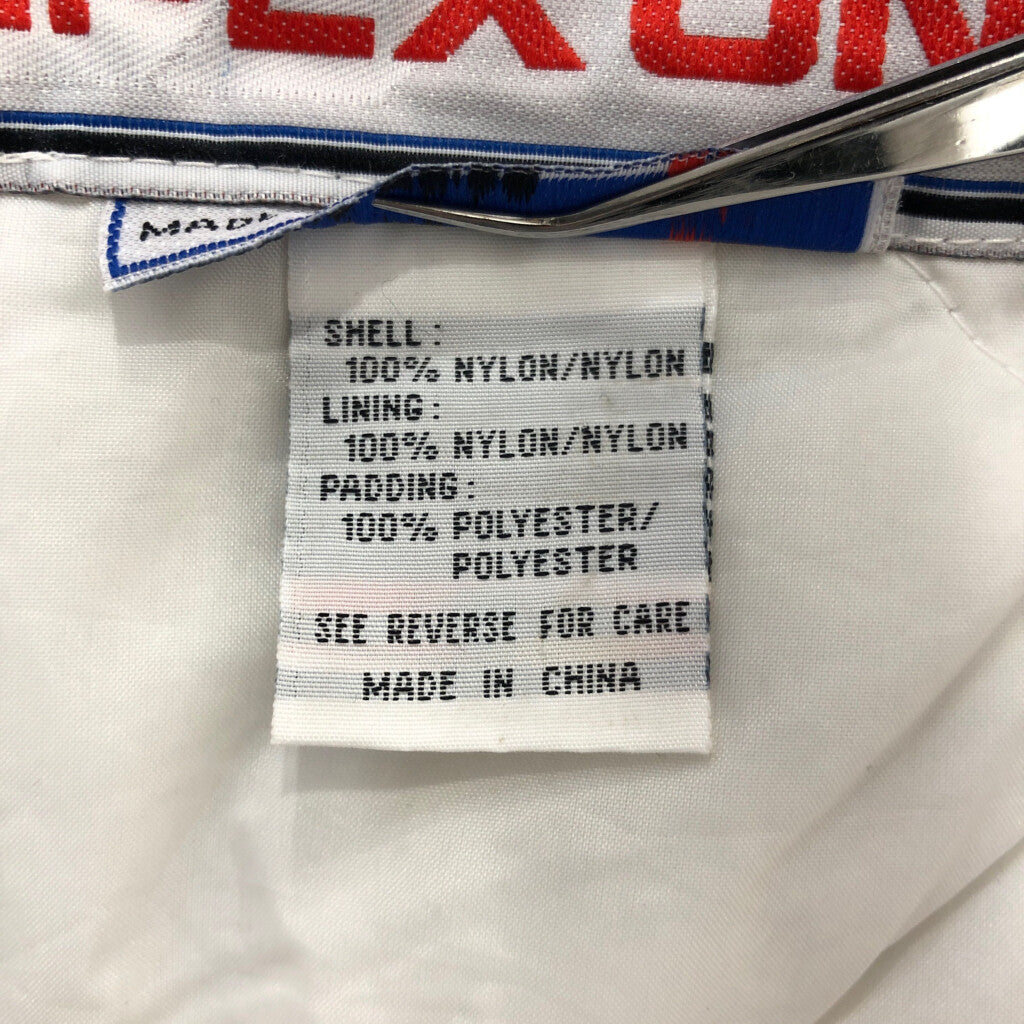 SHELL:
100% NYLON/NYLON
LINING:
100% NYLON/NYLON
PADDING:
100% POLYESTER/
POLYESTER
SEE REVERSE FOR CARE
MADE IN CHINA